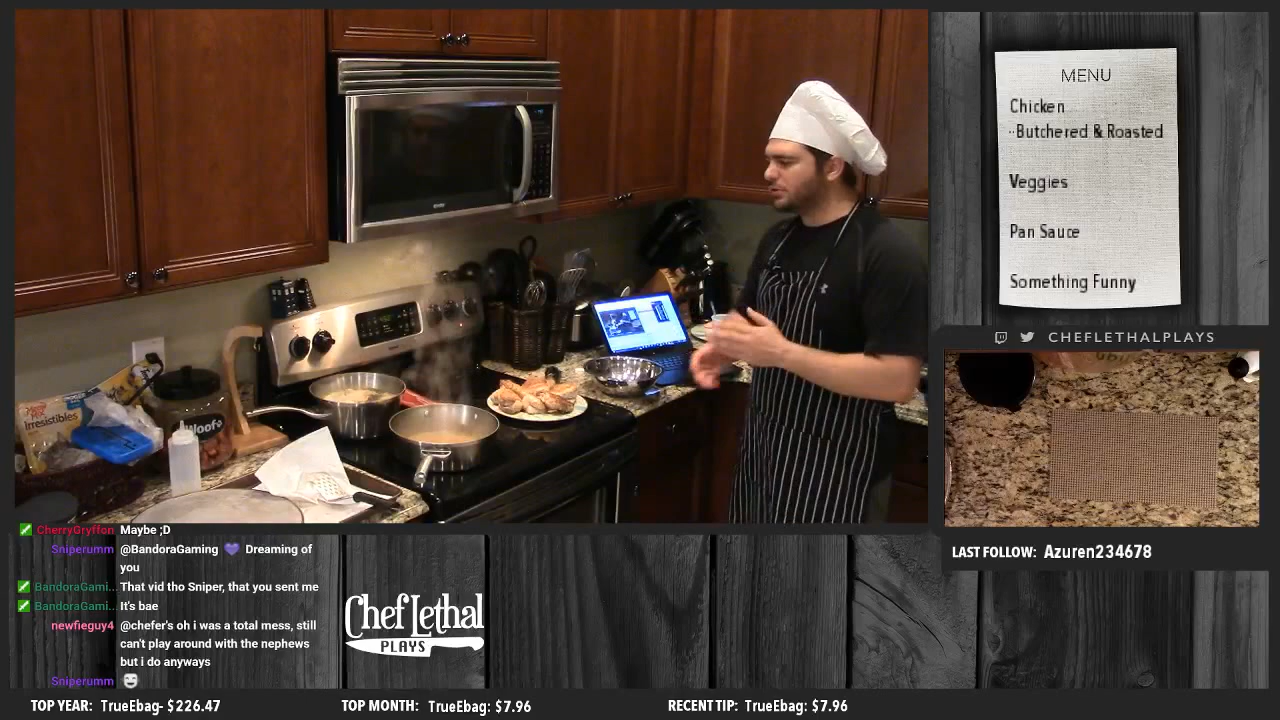 MENU
Chicken
-Butchered & Roasted
Veggies
Pan Sauce
Something Funny
CHEFLETHALPLAYS
LAST FOLLOW: Azuren234678
Irresistibles
Woof
CherryGryffon Maybe ;D
Sniperumm @BandoraGaming 💜 Dreaming of
you
BandoraGami.. That vid tho Sniper, that you sent me
BandoraGami.. It's bae
newfieguy4 @chefer's oh i was a total mess, still
can't play around with the nephews
but i do anyways
Sniperumm
Chef Lethal
PLAYS
TOP YEAR: TrueEbag- $226.47
TOP MONTH: TrueEbag: $7.96
RECENT TIP: TrueEbag: $7.96